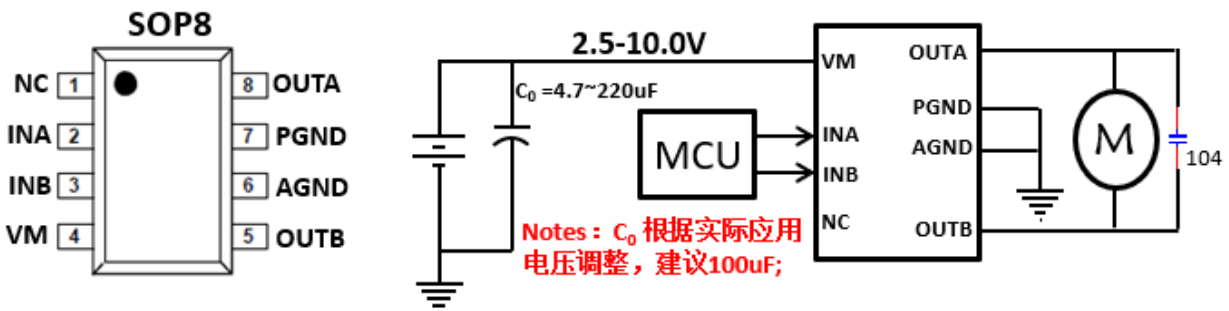 SOP8
NC 1
INA 2
INB 3
VM 4
8 OUTA
7 PGND
6 AGND
5 OUTB
2.5-10.0V
C₀ =4.7~220uF
MCU
VM
INA
INB
NC
OUTA
PGND
AGND
OUTB
M
104
Notes：C₀ 根据实际应用
电压调整，建议100uF;